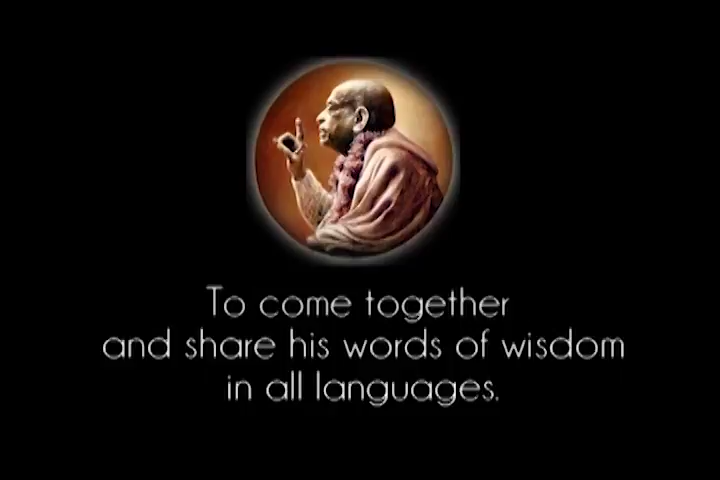 To come together
and share his words of wisdom
in all languages.